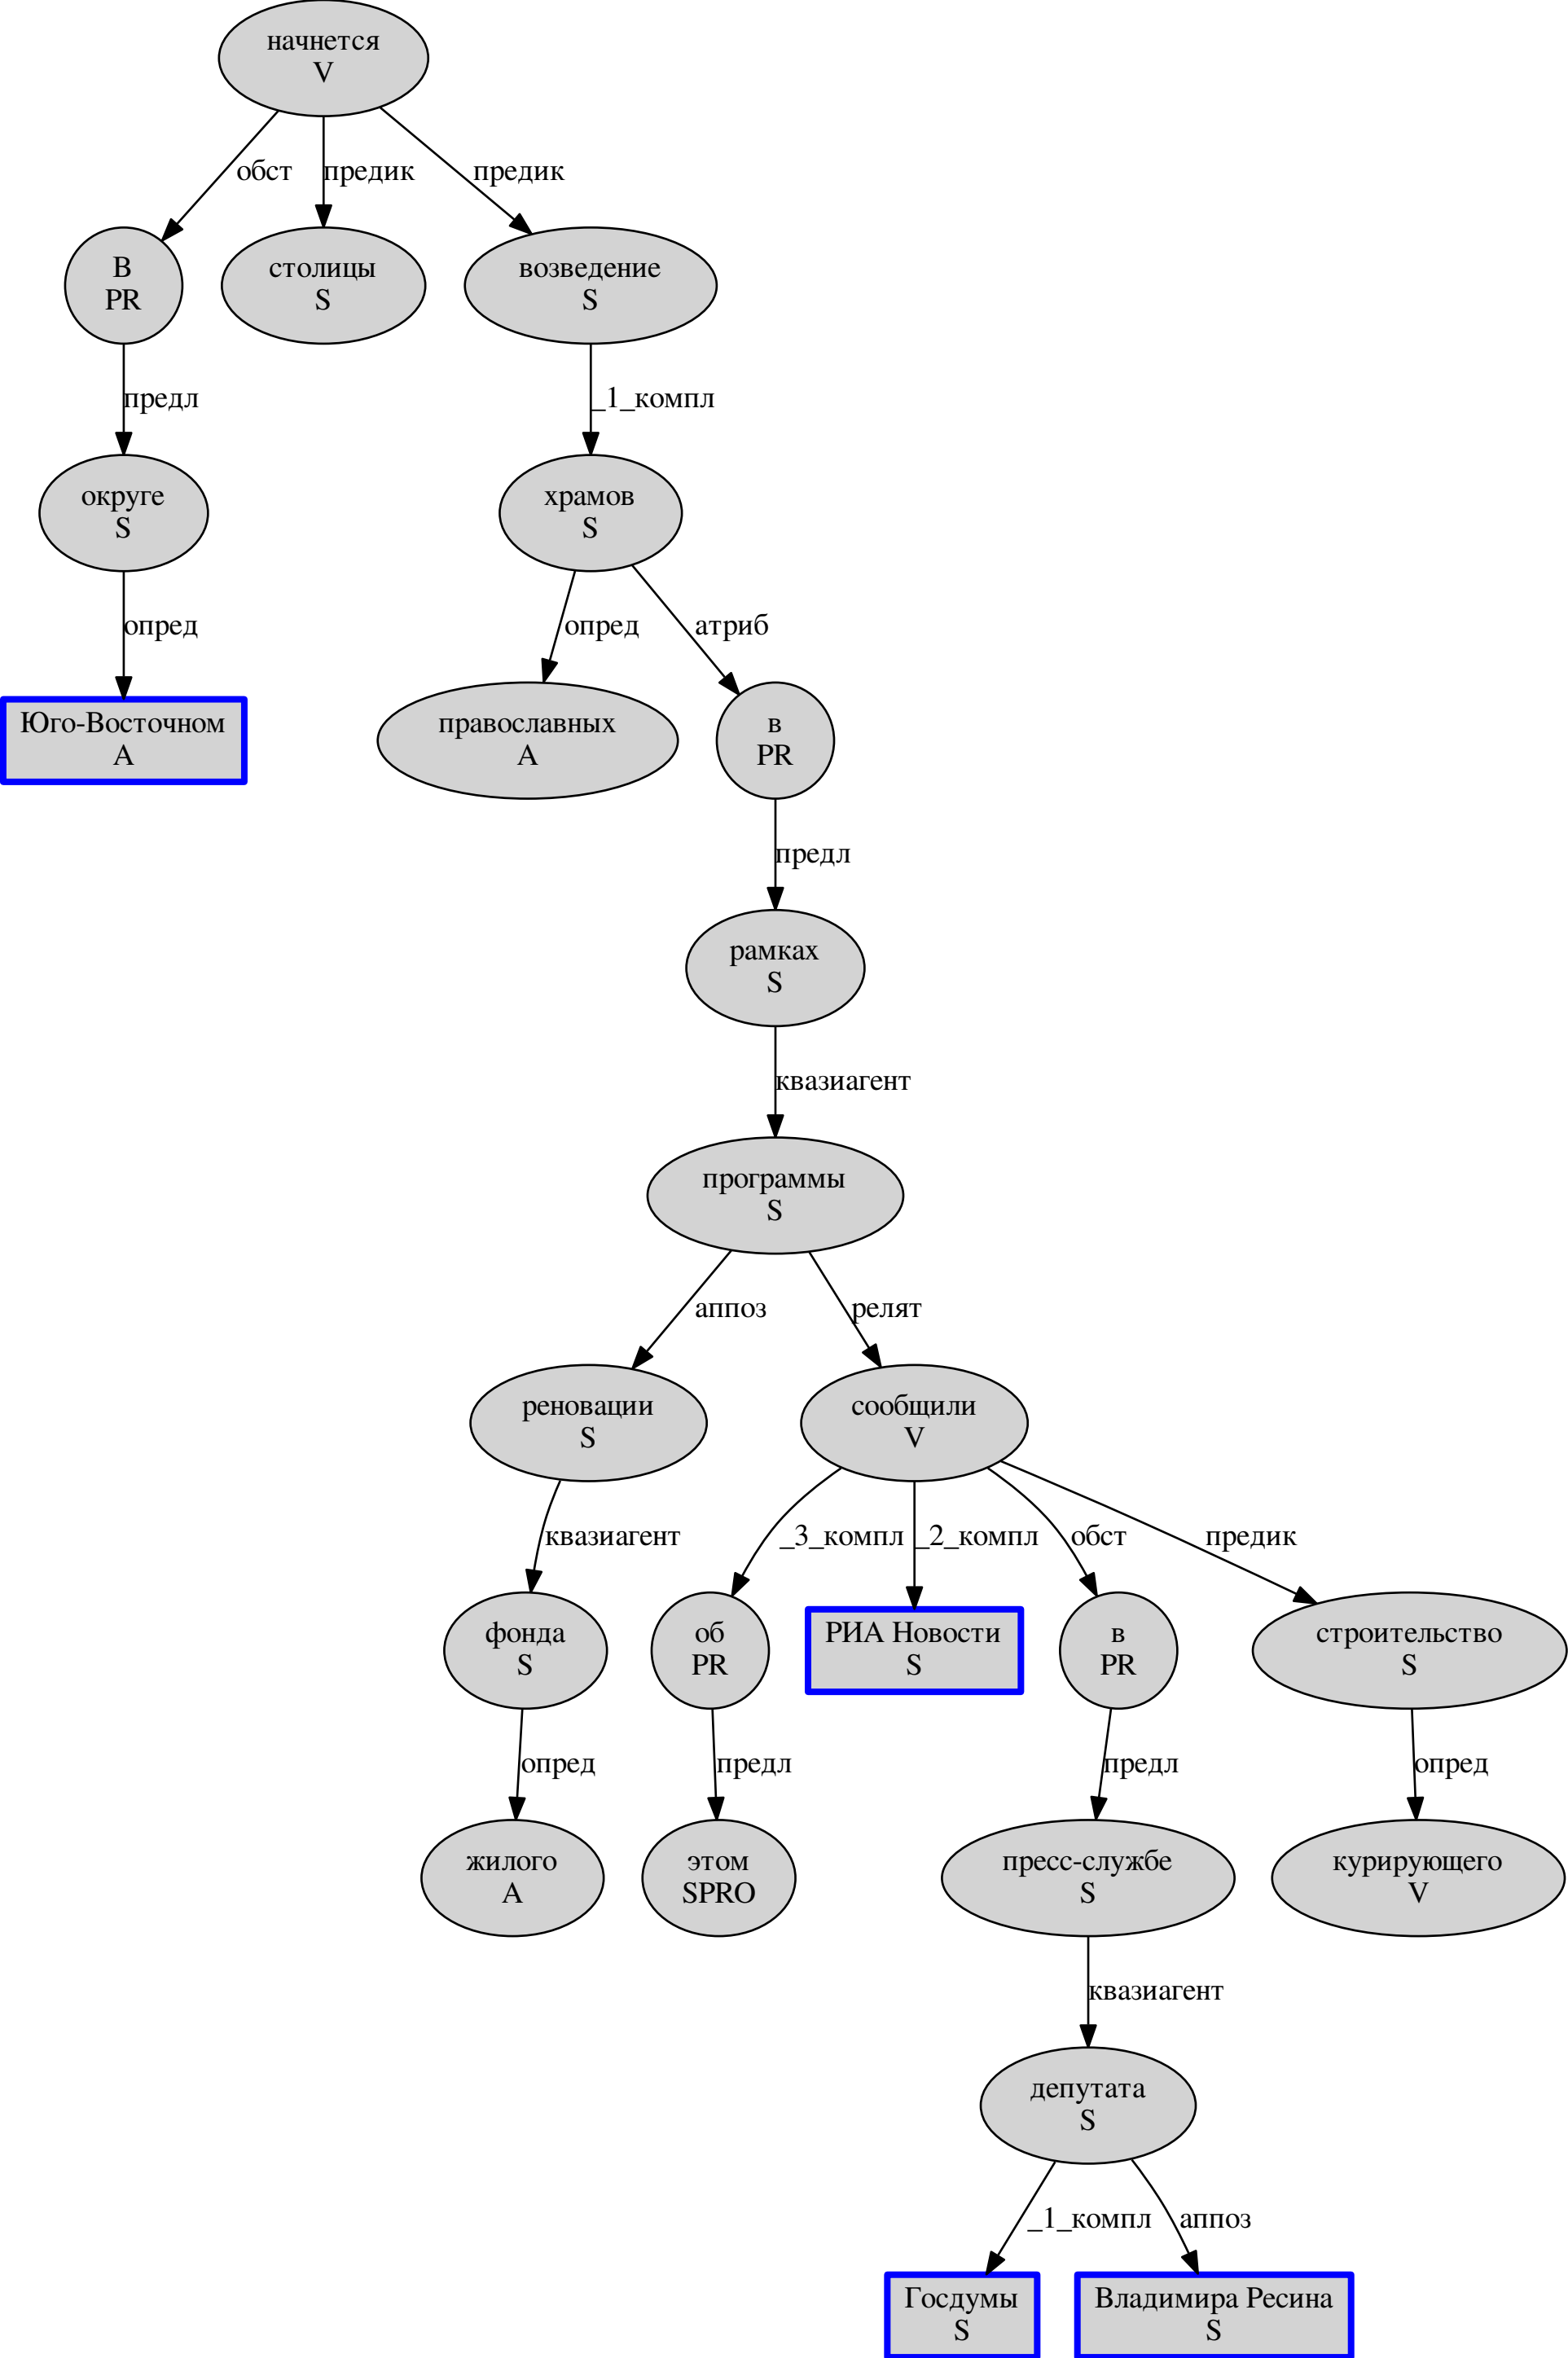 начнется
V
обст
предик
предик
В
PR
столицы
S
возведение
S
предл
_1_компл
округе
S
храмов
S
опред
опред
атриб
Юго-Восточном
A
православных
A
в
PR
предл
рамках
S
квазиагент
программы
S
аппоз
релят
реновации
S
сообщили
V
квазиагент
_3_компл
_2_компл
обст
предик
фонда
S
об
PR
РИА Новости
S
в
PR
строительство
S
опред
предл
предл
опред
жилого
A
этом
SPRO
пресс-службе
S
курирующего
V
квазиагент
депутата
S
_1_компл
аппоз
Госдумы
S
Владимира Ресина
S